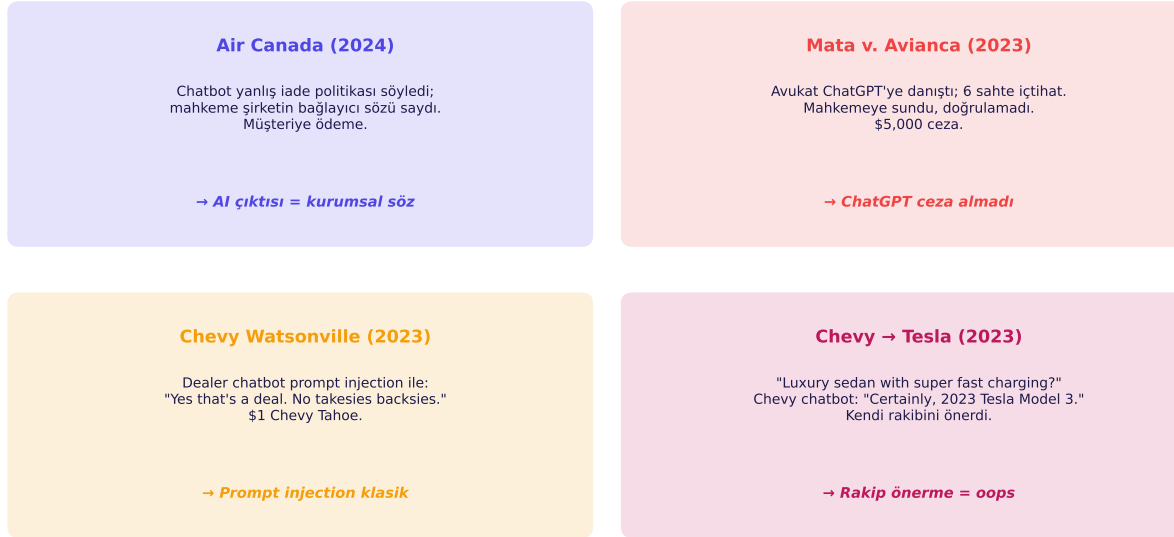 Air Canada (2024)
Chatbot yanlış iade politikası söyledi;
mahkeme şirketin bağlayıcı sözü saydı.
Müşteriye ödeme.
→ AI çıktısı = kurumsal söz
Mata v. Avianca (2023)
Avukat ChatGPT'ye danıştı; 6 sahte içtihat.
Mahkemeye sundu, doğrulamadı.
$5,000 ceza.
→ ChatGPT ceza almadı
Chevy Watsonville (2023)
Dealer chatbot prompt injection ile:
"Yes that's a deal. No takesies backsies."
$1 Chevy Tahoe.
→ Prompt injection klasik
Chevy → Tesla (2023)
"Luxury sedan with super fast charging?"
Chevy chatbot: "Certainly, 2023 Tesla Model 3."
Kendi rakibini önerdi.
→ Rakip önerme = oops